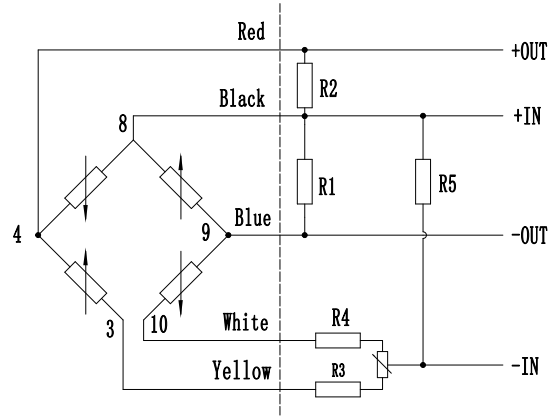 Red
+OUT
R2
Black
+IN
8
R1
R5
4
9
Blue
-OUT
3
10
White
R4
Yellow
R3
-IN